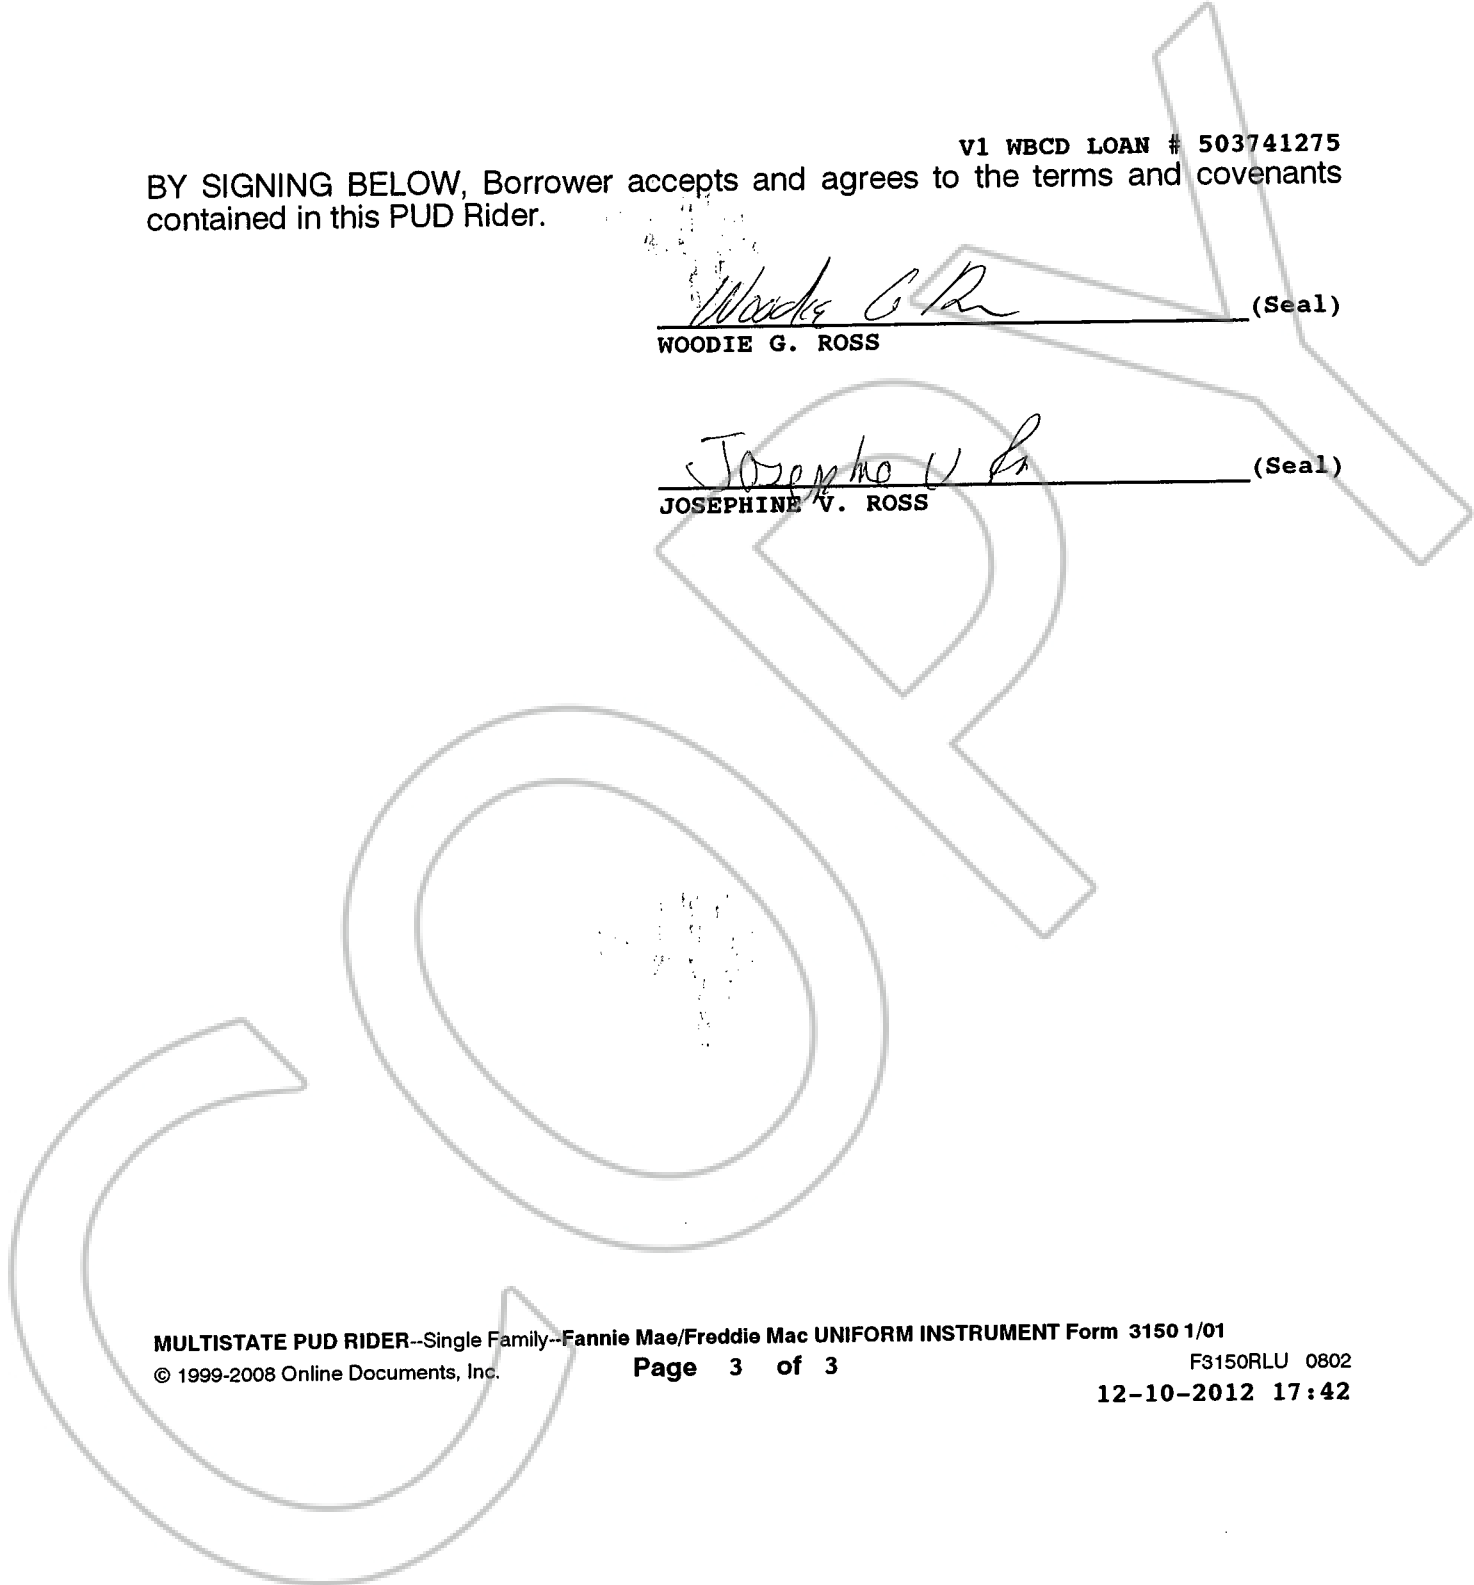 V1 WBCD LOAN # 503741275
BY SIGNING BELOW, Borrower accepts and agrees to the terms and covenants
contained in this PUD Rider.
Woodie G R
(Seal)
WOODIE G. ROSS
Josephine V R
(Seal)
JOSEPHINE V. ROSS
COPY
MULTISTATE PUD RIDER--Single Family--Fannie Mae/Freddie Mac UNIFORM INSTRUMENT Form 3150 1/01
© 1999-2008 Online Documents, Inc. Page 3 of 3 F3150RLU 0802
12-10-2012 17:42